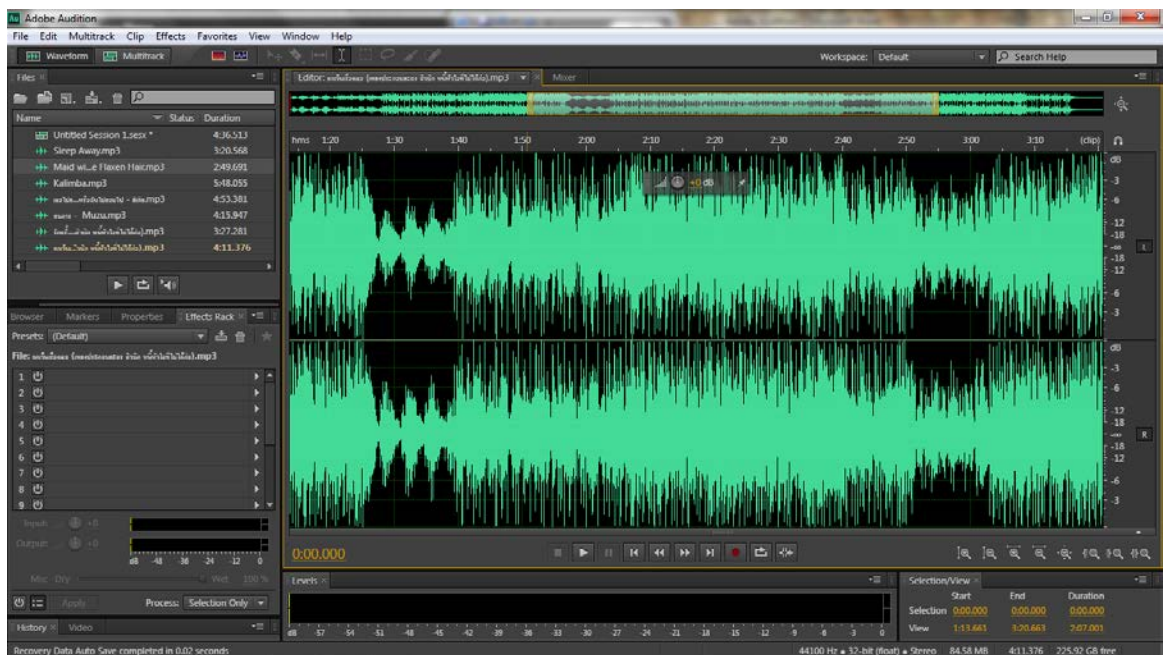 Au Adobe Audition
File Edit Multitrack Clip Effects Favorites View Window Help
Waveform Multitrack Workspace: Default Search Help
Files
Name Status Duration
Untitled Session 1.sesx * 4:36.513
Sleep Away.mp3 3:20.568
Maid wi...e Flaxen Hair.mp3 2:49.691
Kalimba.mp3 5:48.055
.mp3 4:53.381
- Muzu.mp3 4:15.947
.mp3 3:27.281
.mp3 4:11.376
Browser Markers Properties Effects Rack
Presets: (Default)
File: .mp3
1
2
3
4
5
6
7
8
9
Input: +0
Output: +0
dB -48 -36 -24 -12 0
Mix: Dry Wet 100 %
Apply Process: Selection Only
History Video
Recovery Data Auto Save completed in 0.02 seconds
Editor: .mp3 Mixer
hms 1:20 1:30 1:40 1:50 2:00 2:10 2:20 2:30 2:40 2:50 3:00 3:10 (clip)
+0 dB
dB
-3
-6
-12
-18
-∞ L
-18
-12
-6
-3
dB
-3
-6
-12
-18
-∞ R
-18
-12
-6
-3
0:00.000
Levels
dB -57 -54 -51 -48 -45 -42 -39 -36 -33 -30 -27 -24 -21 -18 -15 -12 -9 -6 -3 0
Selection/View
Start End Duration
Selection 0:00.000 0:00.000 0:00.000
View 1:13.661 3:20.663 2:07.001
44100 Hz • 32-bit (float) • Stereo 84.58 MB 4:11.376 225.92 GB free